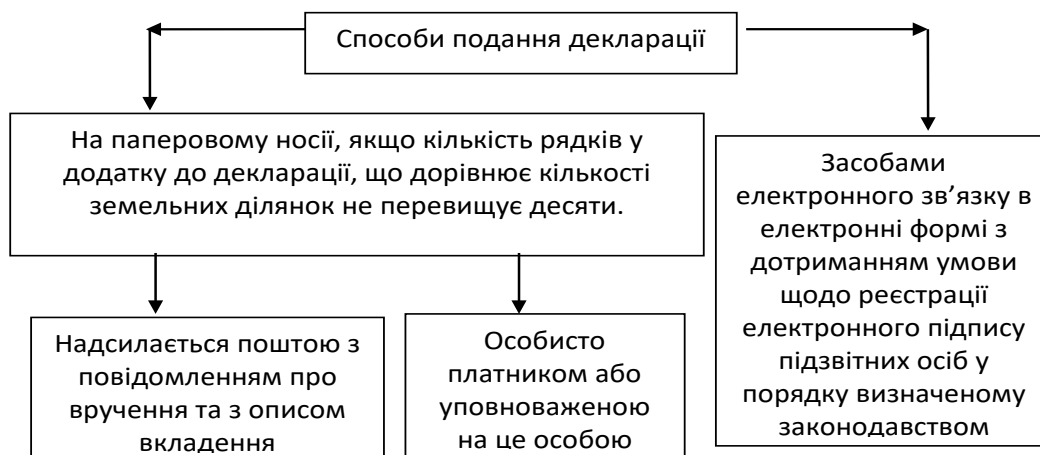 Способи подання декларації
На паперовому носії, якщо кількість рядків у
додатку до декларації, що дорівнює кількості
земельних ділянок не перевищує десяти.
Засобами
електронного зв’язку в
електронні формі з
дотриманням умови
щодо реєстрації
електронного підпису
підзвітних осіб у
порядку визначеному
законодавством
Надсилається поштою з
повідомленням про
вручення та з описом
вкладення
Особисто
платником або
уповноваженою
на це особою